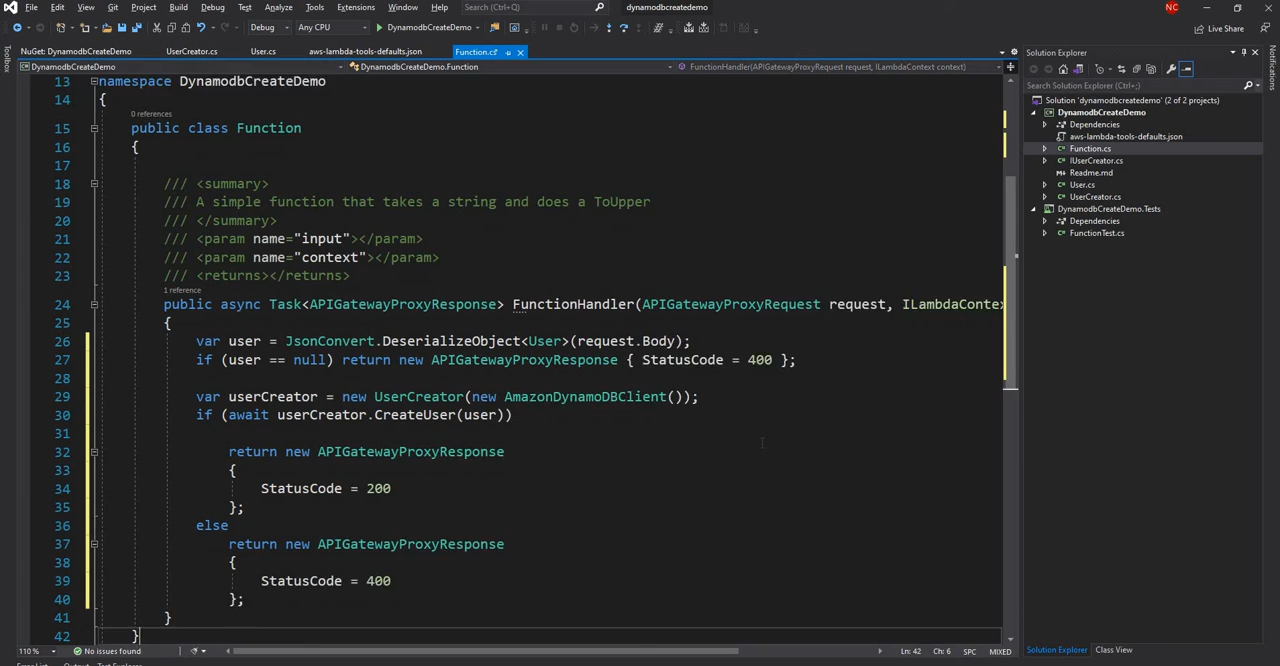 File Edit View Git Project Build Debug Test Analyze Tools Extensions Window Help Search (Ctrl+Q) dynamodbcreatedemo NC
Debug Any CPU DynamodbCreateDemo Live Share
NuGet: DynamodbCreateDemo UserCreator.cs User.cs aws-lambda-tools-defaults.json Function.cs
DynamodbCreateDemo DynamodbCreateDemo.Function FunctionHandler(APIGatewayProxyRequest request, ILambdaContext context)
Toolbox
Notifications
13 namespace DynamodbCreateDemo
14 {
0 references
15 public class Function
16 {
17
18 /// <summary>
19 /// A simple function that takes a string and does a ToUpper
20 /// </summary>
21 /// <param name="input"></param>
22 /// <param name="context"></param>
23 /// <returns></returns>
1 reference
24 public async Task<APIGatewayProxyResponse> FunctionHandler(APIGatewayProxyRequest request, ILambdaContex
25 {
26 var user = JsonConvert.DeserializeObject<User>(request.Body);
27 if (user == null) return new APIGatewayProxyResponse { StatusCode = 400 };
28
29 var userCreator = new UserCreator(new AmazonDynamoDBClient());
30 if (await userCreator.CreateUser(user))
31
32 return new APIGatewayProxyResponse
33 {
34 StatusCode = 200
35 };
36 else
37 return new APIGatewayProxyResponse
38 {
39 StatusCode = 400
40 };
41 }
42 }
110 % No issues found Ln: 42 Ch: 6 SPC MIXED
Error List Output Test Explorer
Solution Explorer
Search Solution Explorer (Ctrl+;)
Solution 'dynamodbcreatedemo' (2 of 2 projects)
DynamodbCreateDemo
Dependencies
aws-lambda-tools-defaults.json
Function.cs
IUserCreator.cs
Readme.md
User.cs
UserCreator.cs
DynamodbCreateDemo.Tests
Dependencies
FunctionTest.cs
Solution Explorer Class View